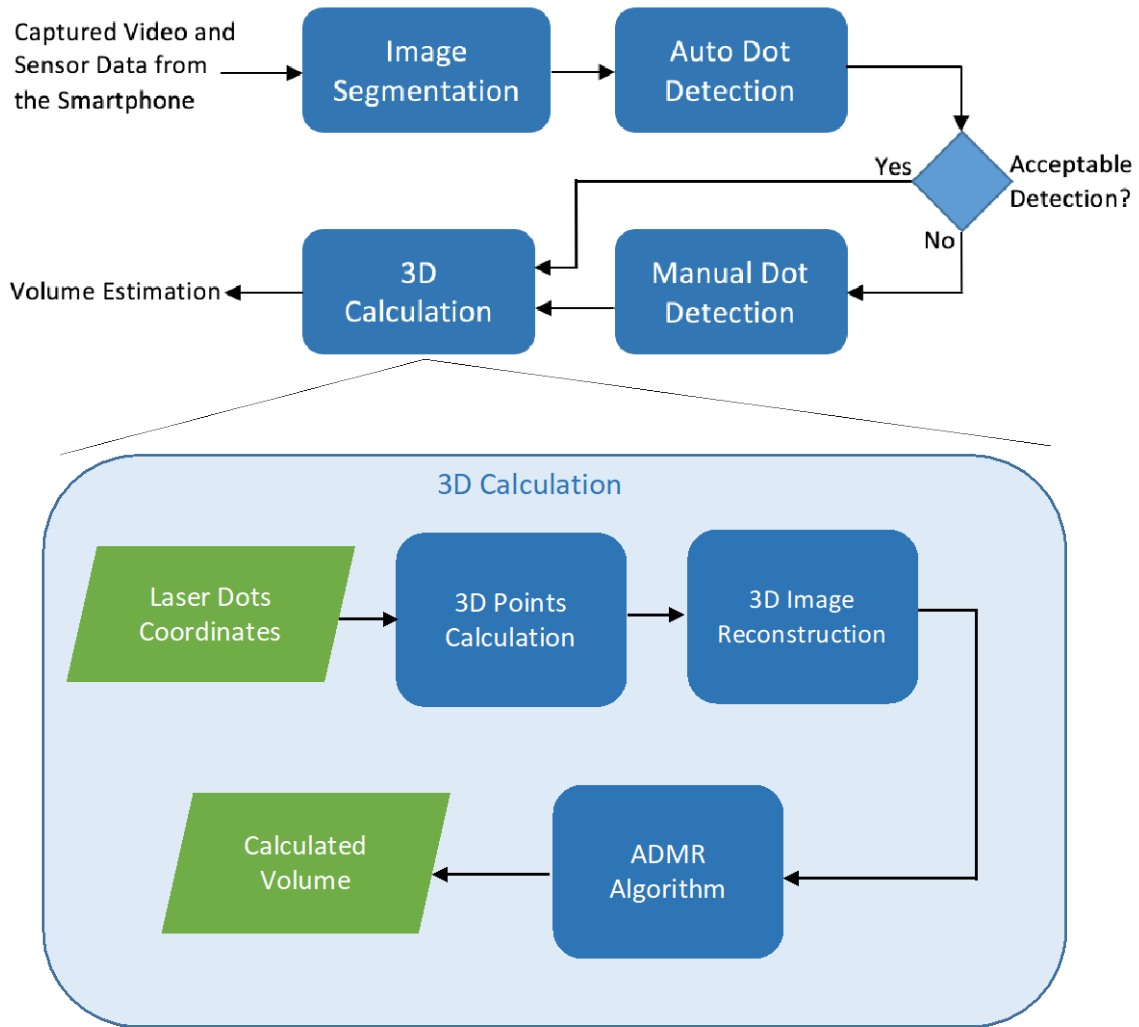 Captured Video and
Sensor Data from
the Smartphone
Image
Segmentation
Auto Dot
Detection
Yes
Acceptable
Detection?
No
Volume Estimation
3D
Calculation
Manual Dot
Detection
3D Calculation
Laser Dots
Coordinates
3D Points
Calculation
3D Image
Reconstruction
Calculated
Volume
ADMR
Algorithm